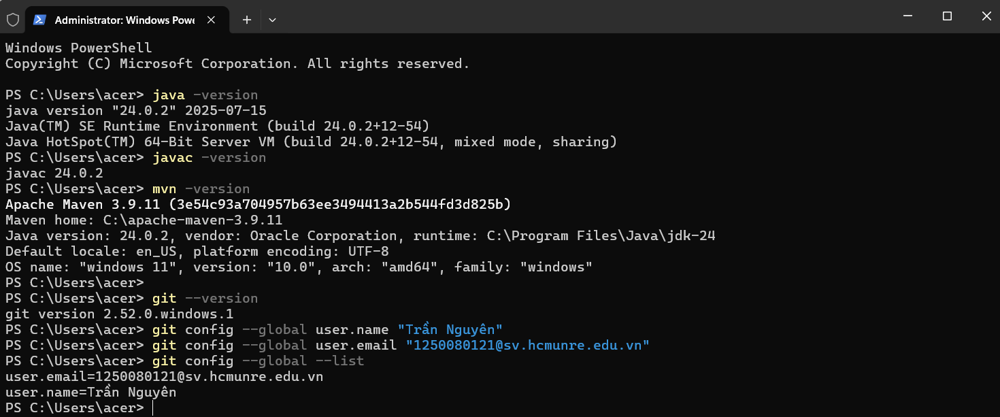 Administrator: Windows Powe
Windows PowerShell
Copyright (C) Microsoft Corporation. All rights reserved.
PS C:\Users\acer> java -version
java version "24.0.2" 2025-07-15
Java(TM) SE Runtime Environment (build 24.0.2+12-54)
Java HotSpot(TM) 64-Bit Server VM (build 24.0.2+12-54, mixed mode, sharing)
PS C:\Users\acer> javac -version
javac 24.0.2
PS C:\Users\acer> mvn -version
Apache Maven 3.9.11 (3e54c93a704957b63ee3494413a2b544fd3d825b)
Maven home: C:\apache-maven-3.9.11
Java version: 24.0.2, vendor: Oracle Corporation, runtime: C:\Program Files\Java\jdk-24
Default locale: en_US, platform encoding: UTF-8
OS name: "windows 11", version: "10.0", arch: "amd64", family: "windows"
PS C:\Users\acer>
PS C:\Users\acer> git --version
git version 2.52.0.windows.1
PS C:\Users\acer> git config --global user.name "Trần Nguyên"
PS C:\Users\acer> git config --global user.email "1250080121@sv.hcmunre.edu.vn"
PS C:\Users\acer> git config --global --list
user.email=1250080121@sv.hcmunre.edu.vn
user.name=Trần Nguyên
PS C:\Users\acer>